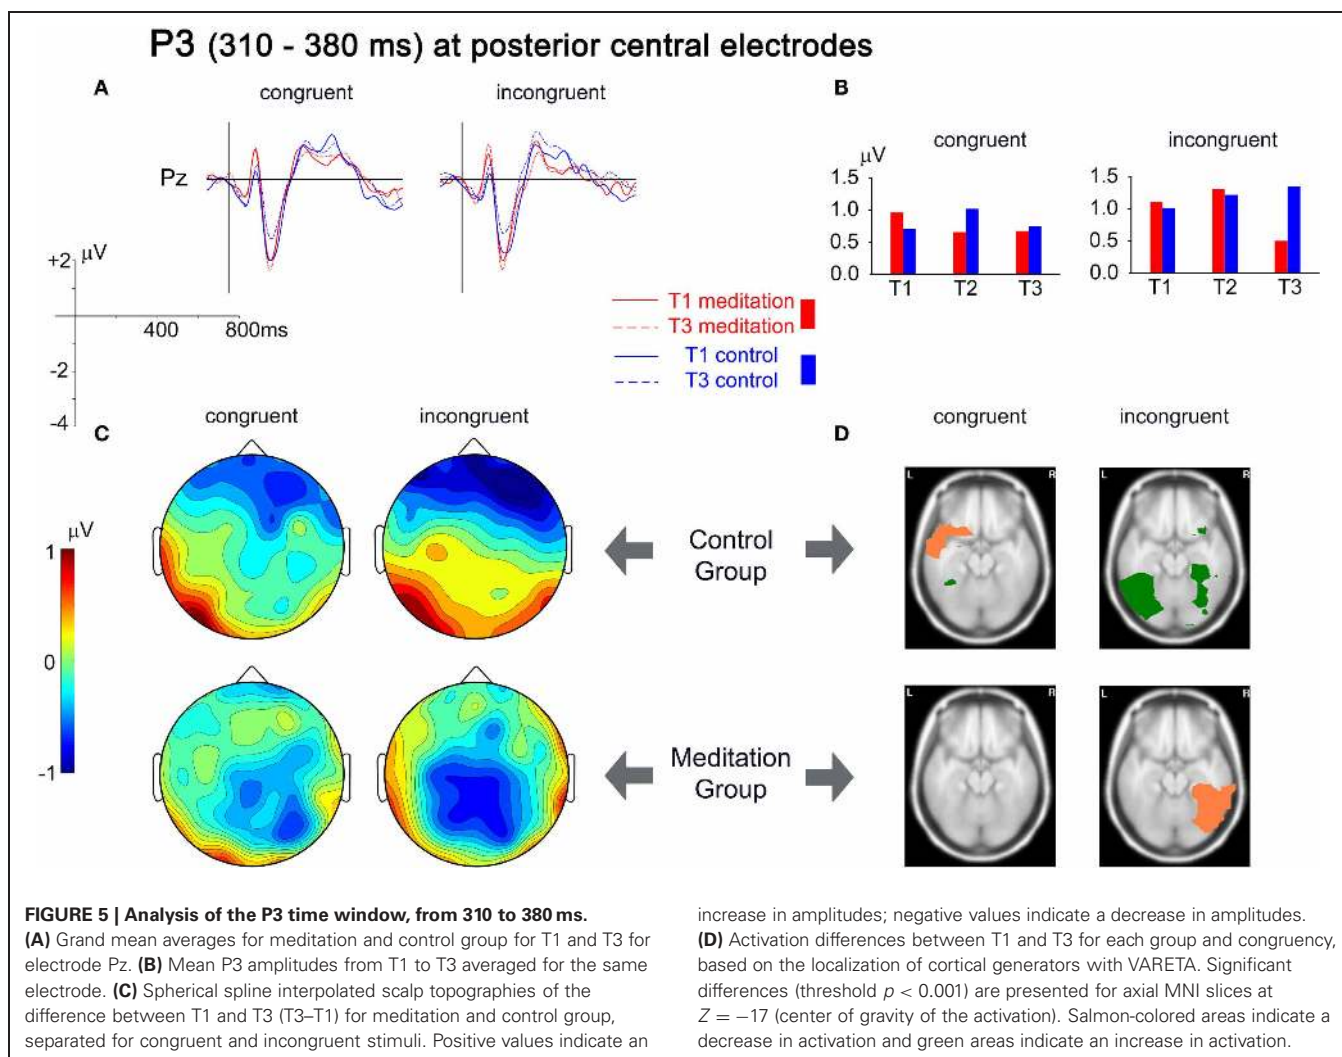 P3 (310 - 380 ms) at posterior central electrodes
A
congruent
incongruent
Pz
μV
+2
-2
-4
400
800ms
T1 meditation
T3 meditation
T1 control
T3 control
B
congruent
incongruent
μV
1.5
1.0
0.5
0.0
T1
T2
T3
1.5
1.0
0.5
0.0
T1
T2
T3
C
congruent
incongruent
μV
1
0
-1
Control
Group
Meditation
Group
D
congruent
incongruent
L
R
L
R
L
R
L
R
FIGURE 5 | Analysis of the P3 time window, from 310 to 380 ms.
(A) Grand mean averages for meditation and control group for T1 and T3 for
electrode Pz. (B) Mean P3 amplitudes from T1 to T3 averaged for the same
electrode. (C) Spherical spline interpolated scalp topographies of the
difference between T1 and T3 (T3–T1) for meditation and control group,
separated for congruent and incongruent stimuli. Positive values indicate an
increase in amplitudes; negative values indicate a decrease in amplitudes.
(D) Activation differences between T1 and T3 for each group and congruency,
based on the localization of cortical generators with VARETA. Significant
differences (threshold p < 0.001) are presented for axial MNI slices at
Z = −17 (center of gravity of the activation). Salmon-colored areas indicate a
decrease in activation and green areas indicate an increase in activation.